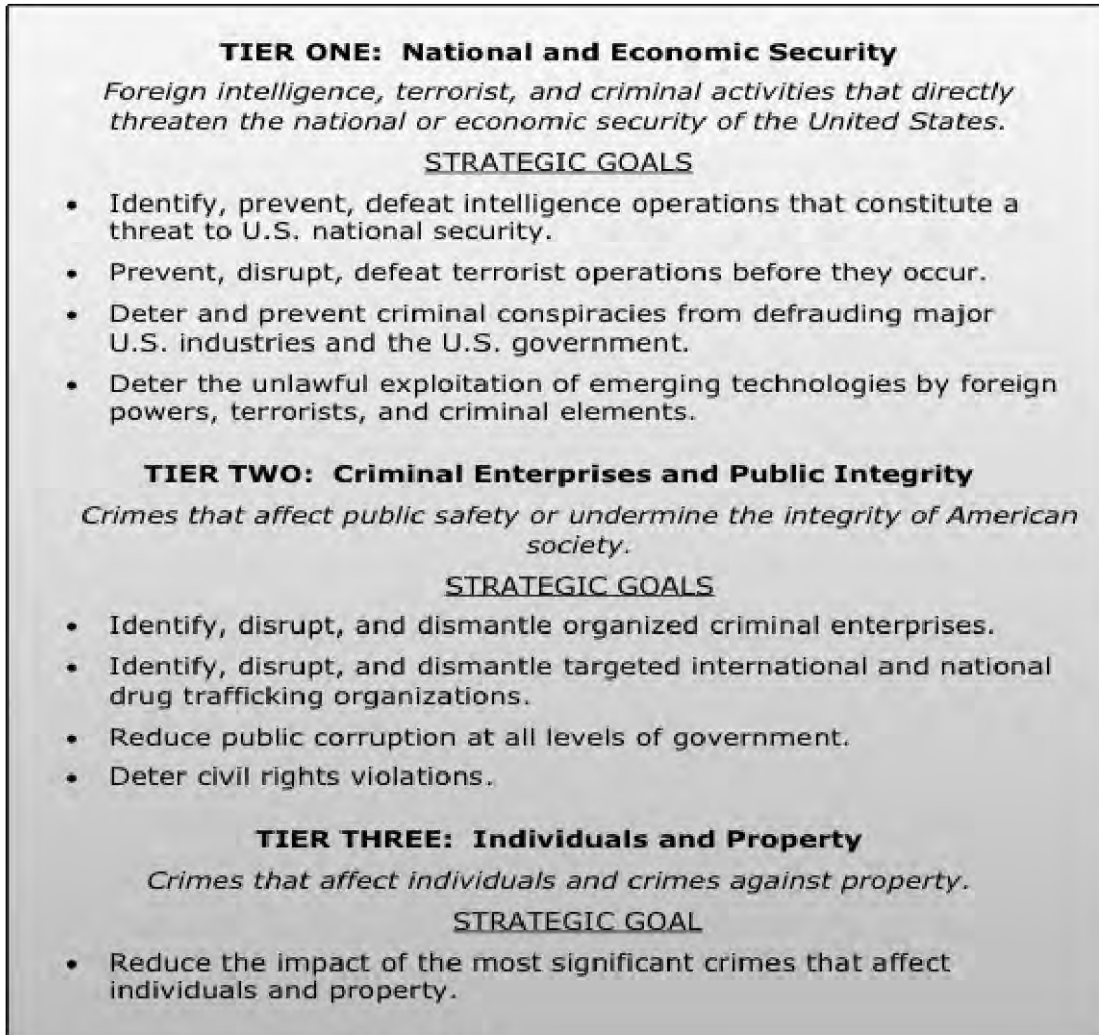 TIER ONE: National and Economic Security
Foreign intelligence, terrorist, and criminal activities that directly
threaten the national or economic security of the United States.
STRATEGIC GOALS
• Identify, prevent, defeat intelligence operations that constitute a
threat to U.S. national security.
• Prevent, disrupt, defeat terrorist operations before they occur.
• Deter and prevent criminal conspiracies from defrauding major
U.S. industries and the U.S. government.
• Deter the unlawful exploitation of emerging technologies by foreign
powers, terrorists, and criminal elements.
TIER TWO: Criminal Enterprises and Public Integrity
Crimes that affect public safety or undermine the integrity of American
society.
STRATEGIC GOALS
• Identify, disrupt, and dismantle organized criminal enterprises.
• Identify, disrupt, and dismantle targeted international and national
drug trafficking organizations.
• Reduce public corruption at all levels of government.
• Deter civil rights violations.
TIER THREE: Individuals and Property
Crimes that affect individuals and crimes against property.
STRATEGIC GOAL
• Reduce the impact of the most significant crimes that affect
individuals and property.